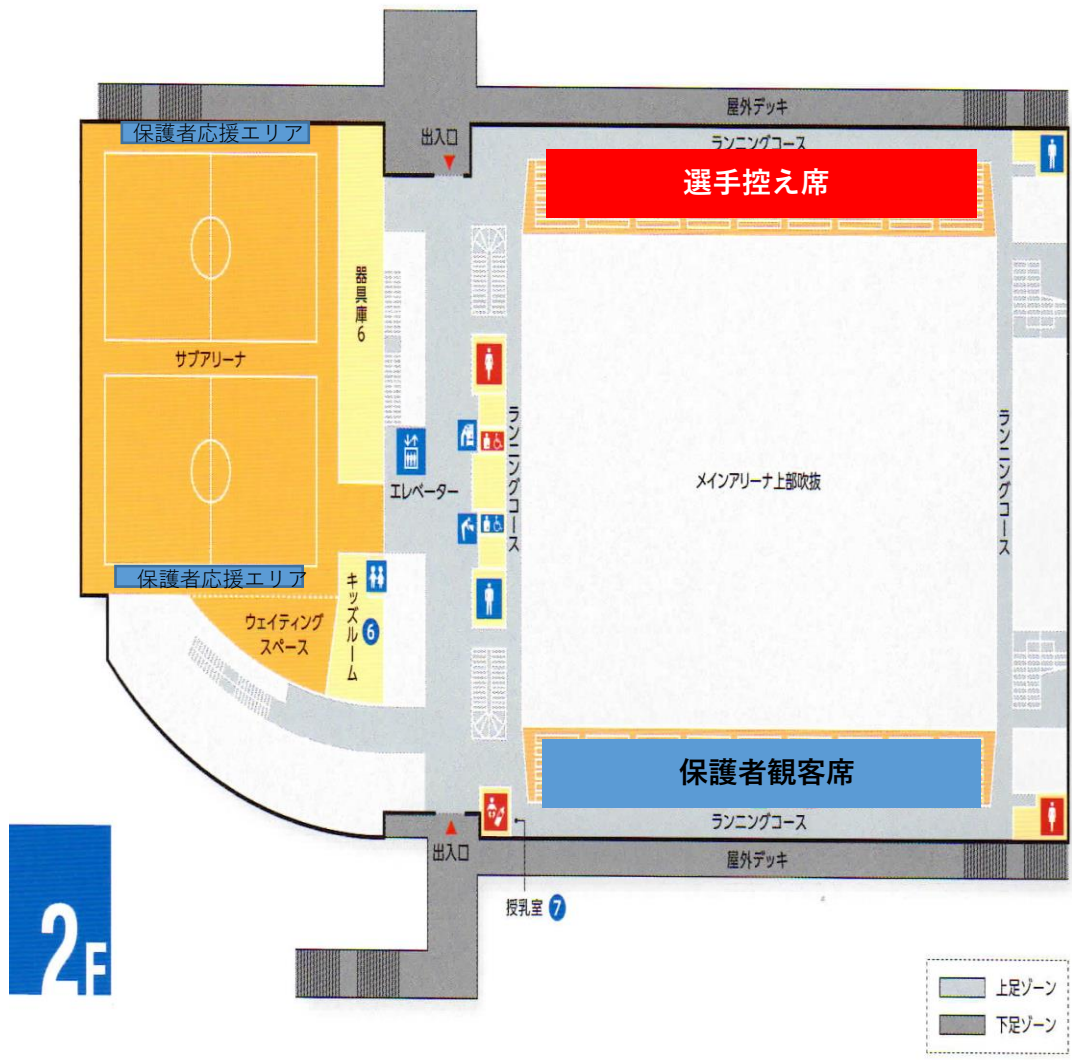 屋外デッキ
保護者応援エリア
出入口
ランニングコース
選手控え席
器具庫6
サブアリーナ
ランニングコース
ランニングコース
エレベーター
メインアリーナ上部吹抜
保護者応援エリア
キッズルーム 6
ウェイティング
スペース
保護者観客席
ランニングコース
出入口
屋外デッキ
授乳室 7
2F
上足ゾーン
下足ゾーン